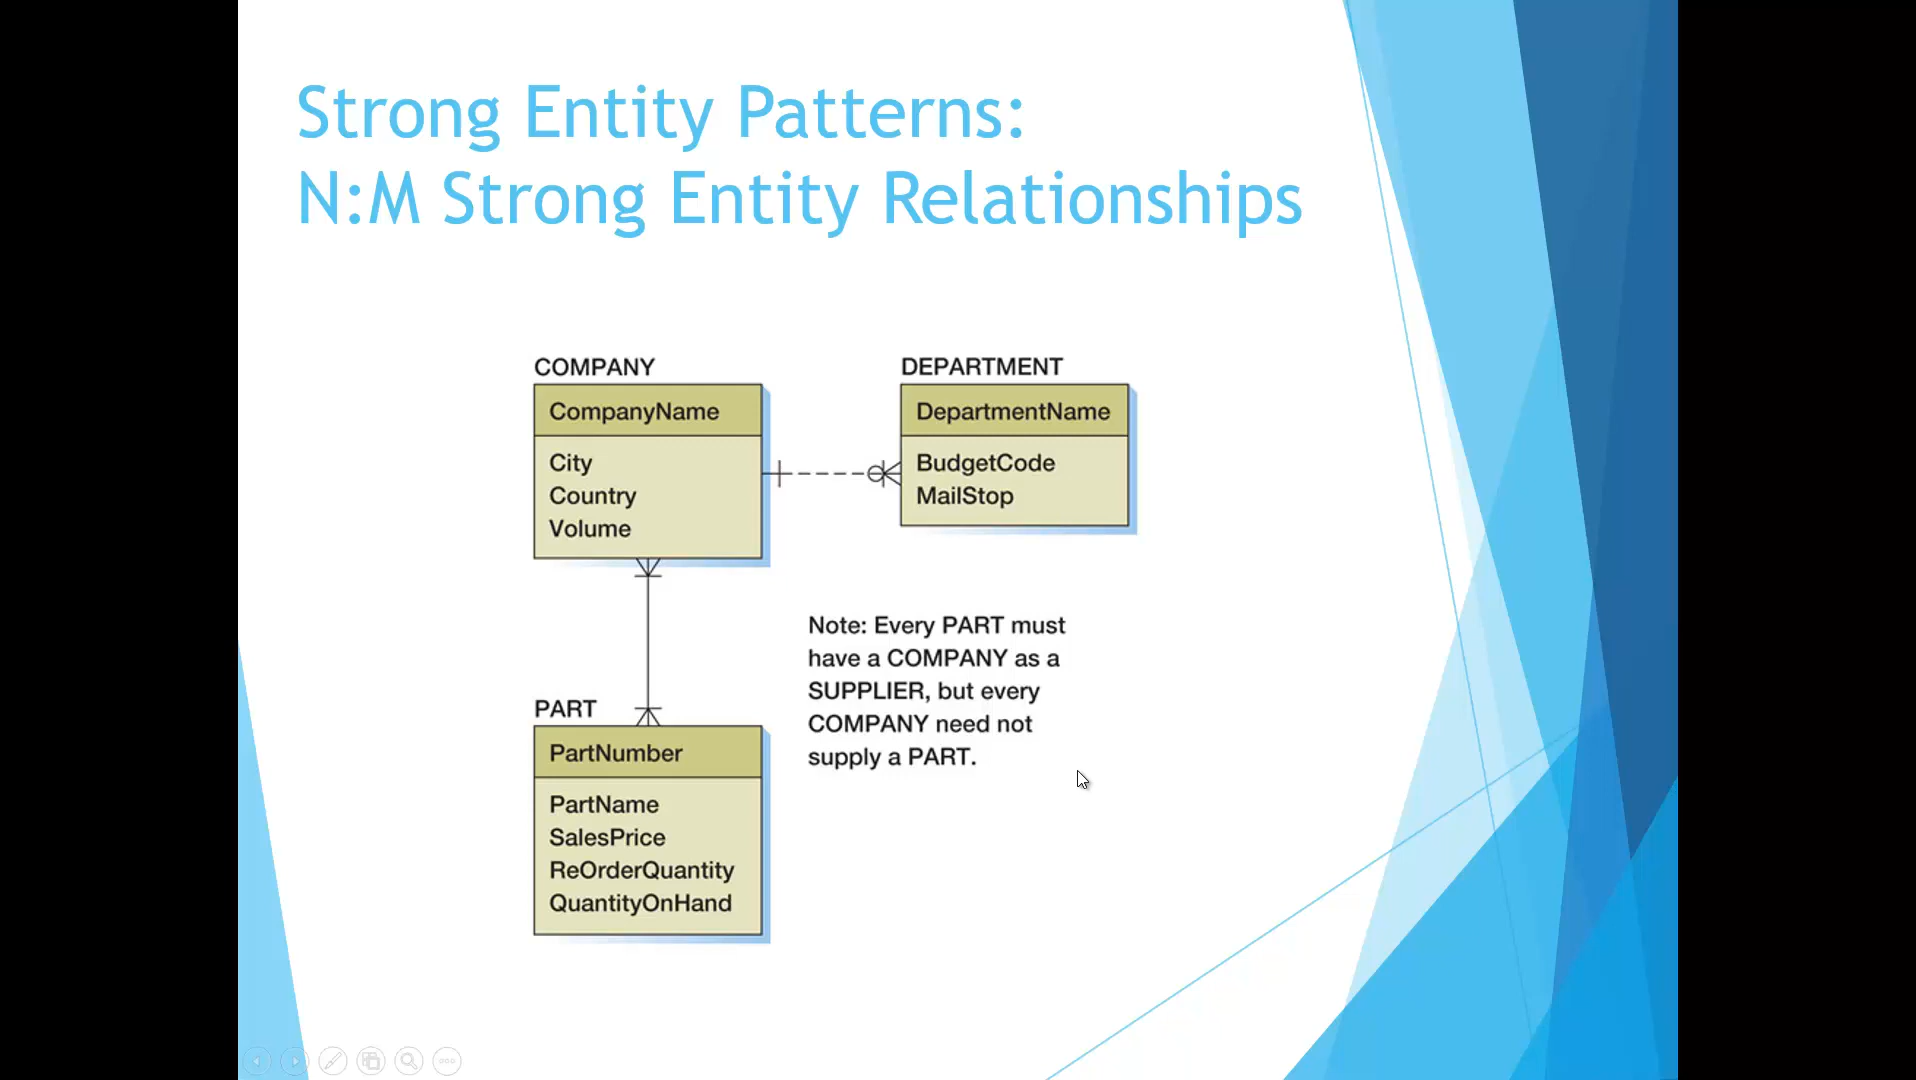 Strong Entity Patterns:
N:M Strong Entity Relationships
COMPANY
CompanyName
City
Country
Volume
DEPARTMENT
DepartmentName
BudgetCode
MailStop
Note: Every PART must
have a COMPANY as a
SUPPLIER, but every
COMPANY need not
supply a PART.
PART
PartNumber
PartName
SalesPrice
ReOrderQuantity
QuantityOnHand